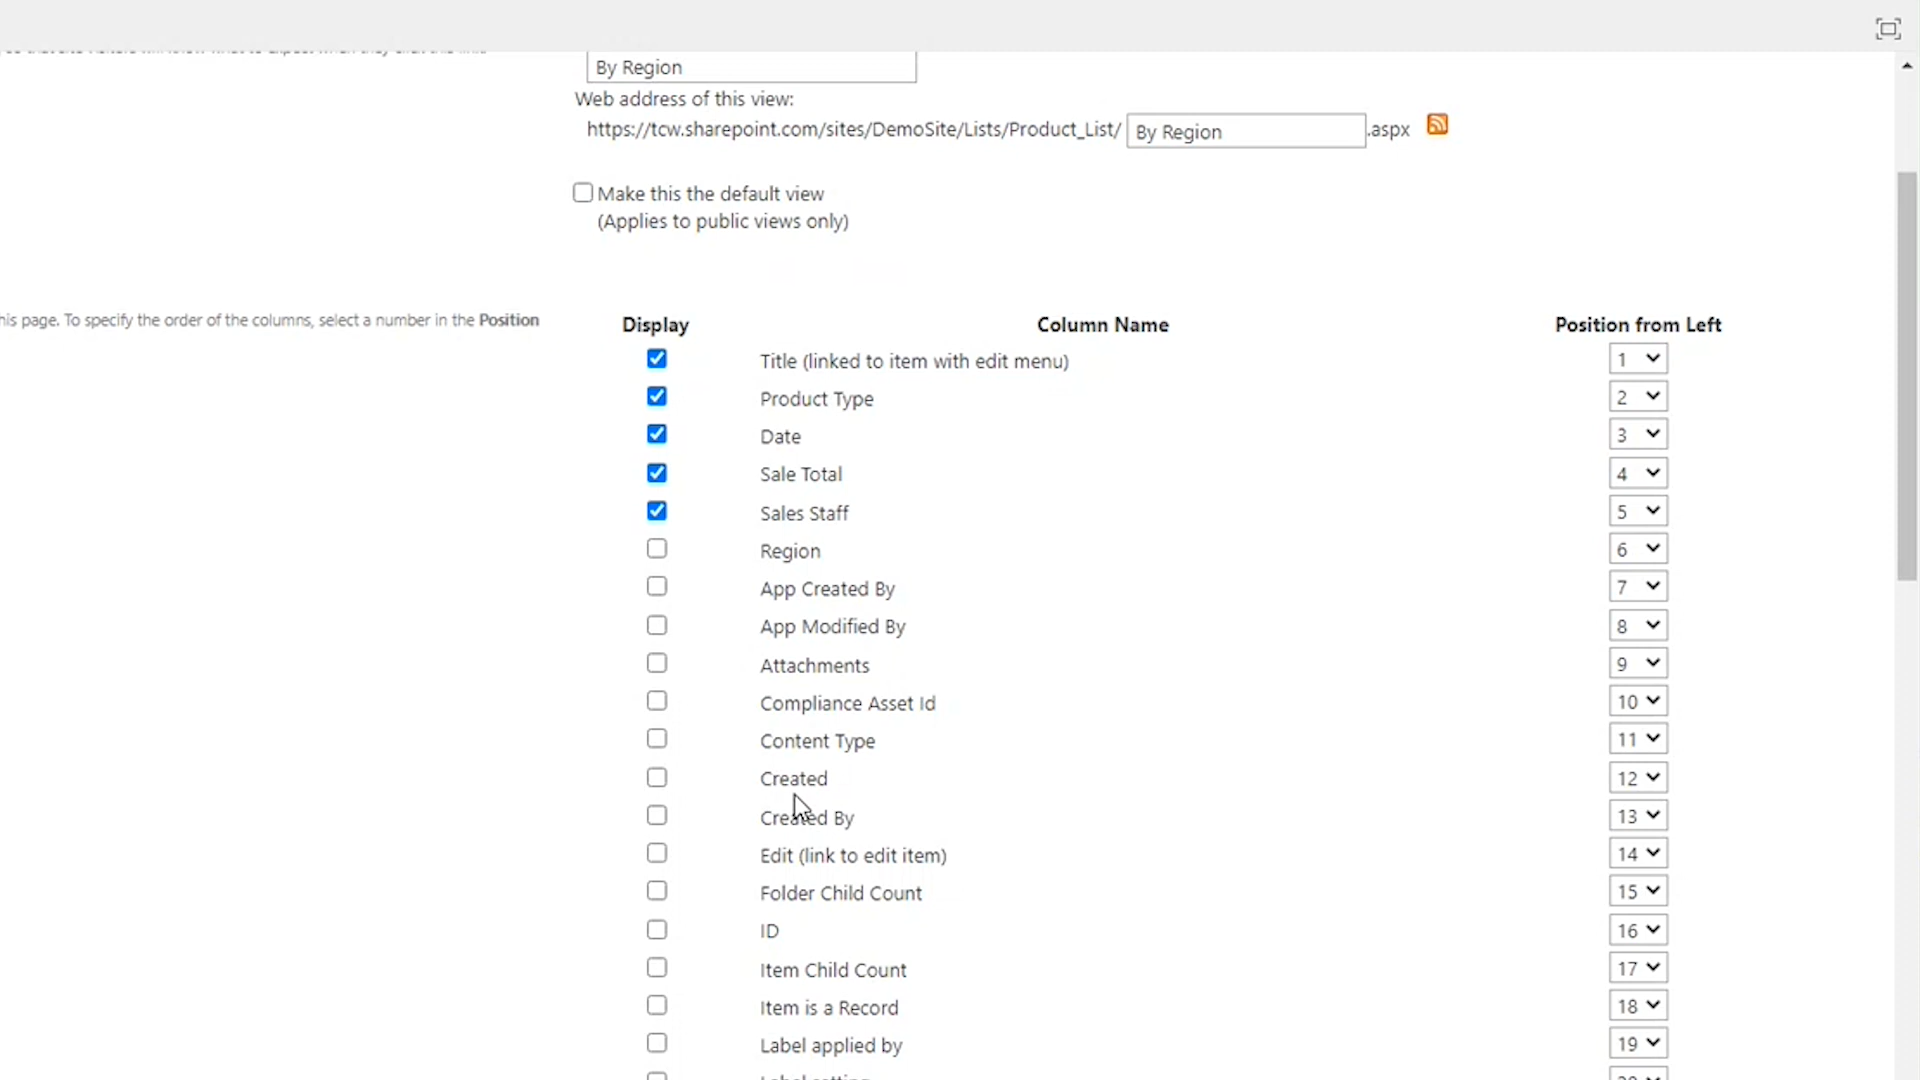 By Region
Web address of this view:
https://tcw.sharepoint.com/sites/DemoSite/Lists/Product_List/ By Region .aspx
Make this the default view
(Applies to public views only)
his page. To specify the order of the columns, select a number in the Position
Display Column Name Position from Left
Title (linked to item with edit menu) 1
Product Type 2
Date 3
Sale Total 4
Sales Staff 5
Region 6
App Created By 7
App Modified By 8
Attachments 9
Compliance Asset Id 10
Content Type 11
Created 12
Created By 13
Edit (link to edit item) 14
Folder Child Count 15
ID 16
Item Child Count 17
Item is a Record 18
Label applied by 19